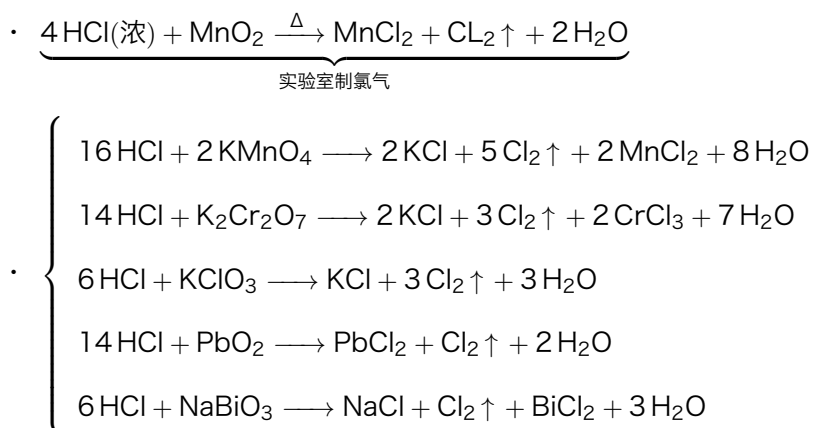 · 4 HCl(浓) + MnO₂ —Δ→ MnCl₂ + CL₂↑ + 2 H₂O
实验室制氯气
16 HCl + 2 KMnO₄ ⟶ 2 KCl + 5 Cl₂↑ + 2 MnCl₂ + 8 H₂O
14 HCl + K₂Cr₂O₇ ⟶ 2 KCl + 3 Cl₂↑ + 2 CrCl₃ + 7 H₂O
· 6 HCl + KClO₃ ⟶ KCl + 3 Cl₂↑ + 3 H₂O
14 HCl + PbO₂ ⟶ PbCl₂ + Cl₂↑ + 2 H₂O
6 HCl + NaBiO₃ ⟶ NaCl + Cl₂↑ + BiCl₂ + 3 H₂O